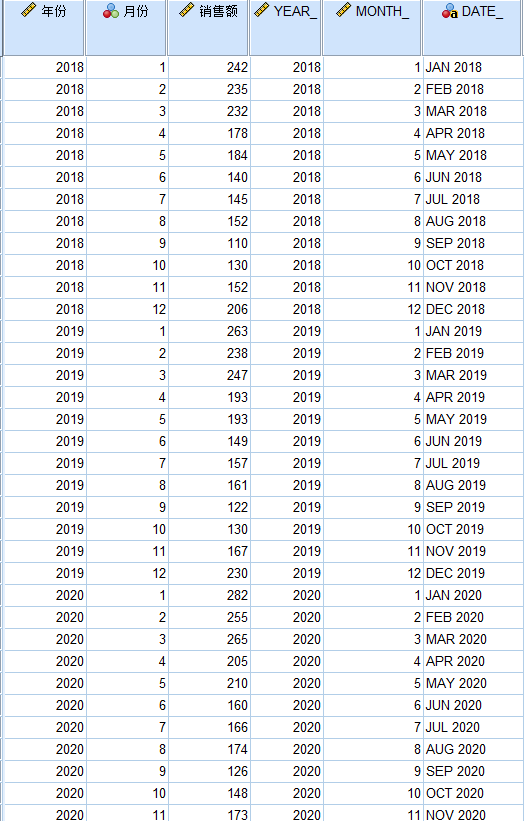 年份 月份 销售额 YEAR_ MONTH_ DATE_
2018 1 242 2018 1 JAN 2018
2018 2 235 2018 2 FEB 2018
2018 3 232 2018 3 MAR 2018
2018 4 178 2018 4 APR 2018
2018 5 184 2018 5 MAY 2018
2018 6 140 2018 6 JUN 2018
2018 7 145 2018 7 JUL 2018
2018 8 152 2018 8 AUG 2018
2018 9 110 2018 9 SEP 2018
2018 10 130 2018 10 OCT 2018
2018 11 152 2018 11 NOV 2018
2018 12 206 2018 12 DEC 2018
2019 1 263 2019 1 JAN 2019
2019 2 238 2019 2 FEB 2019
2019 3 247 2019 3 MAR 2019
2019 4 193 2019 4 APR 2019
2019 5 193 2019 5 MAY 2019
2019 6 149 2019 6 JUN 2019
2019 7 157 2019 7 JUL 2019
2019 8 161 2019 8 AUG 2019
2019 9 122 2019 9 SEP 2019
2019 10 130 2019 10 OCT 2019
2019 11 167 2019 11 NOV 2019
2019 12 230 2019 12 DEC 2019
2020 1 282 2020 1 JAN 2020
2020 2 255 2020 2 FEB 2020
2020 3 265 2020 3 MAR 2020
2020 4 205 2020 4 APR 2020
2020 5 210 2020 5 MAY 2020
2020 6 160 2020 6 JUN 2020
2020 7 166 2020 7 JUL 2020
2020 8 174 2020 8 AUG 2020
2020 9 126 2020 9 SEP 2020
2020 10 148 2020 10 OCT 2020
2020 11 173 2020 11 NOV 2020